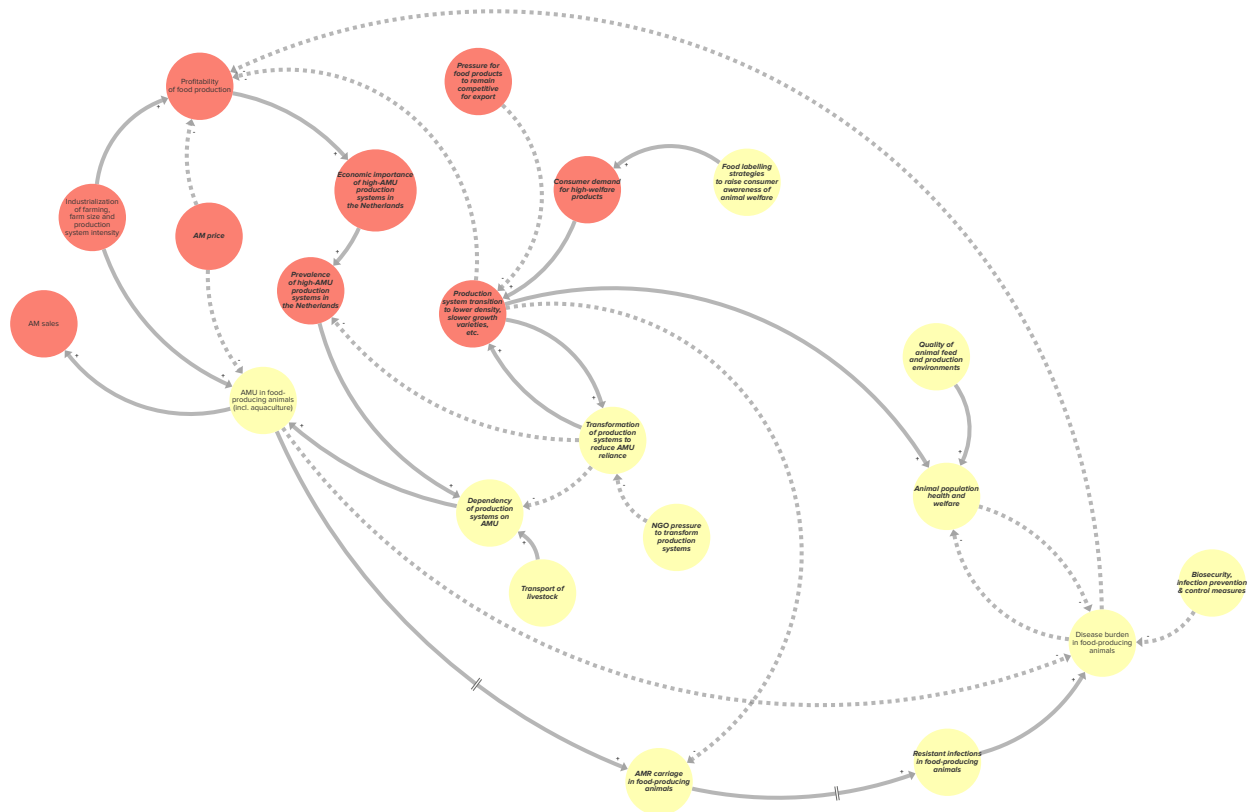 Profitability
of food production
Pressure for
food products
to remain
competitive
for export
Economic importance
of high-AMU
production
systems in
the Netherlands
Consumer demand
for high-welfare
products
Food labelling
strategies
to raise consumer
awareness of
animal welfare
Industrialization
of farming,
farm size and
production
system intensity
AM price
Prevalence
of high-AMU
production
systems in
the Netherlands
Production
system transition
to lower density,
slower growth
varieties,
etc.
AM sales
Quality of
animal feed
and production
environments
AMU in food-
producing animals
(incl. aquaculture)
Transformation
of production
systems to
reduce AMU
reliance
Animal population
health and
welfare
Dependency
of production
systems on
AMU
NGO pressure
to transform
production
systems
Transport of
livestock
Biosecurity,
infection prevention
& control measures
Disease burden
in food-producing
animals
AMR carriage
in food-producing
animals
Resistant infections
in food-producing
animals